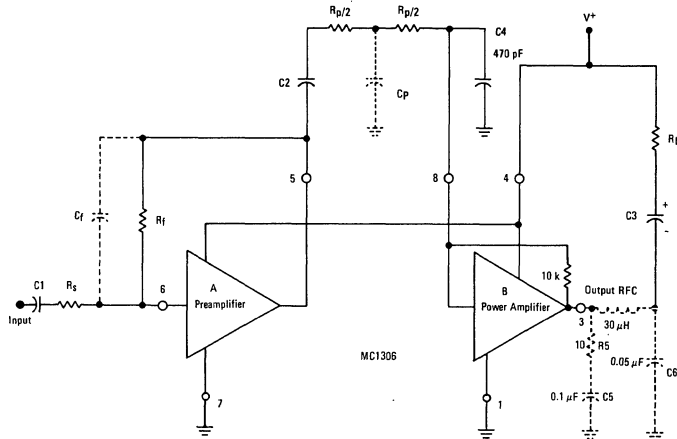 Rp/2
Rp/2
C4
470 pF
V+
C2
Cp
Rl
5
8
4
+
C3
-
Cf
Rf
10 k
C1
Rs
6
A
Preamplifier
B
Power Amplifier
Output RFC
3
30 μH
Input
10
R5
MC1306
0.05 μF
C6
7
1
0.1 μF
C5